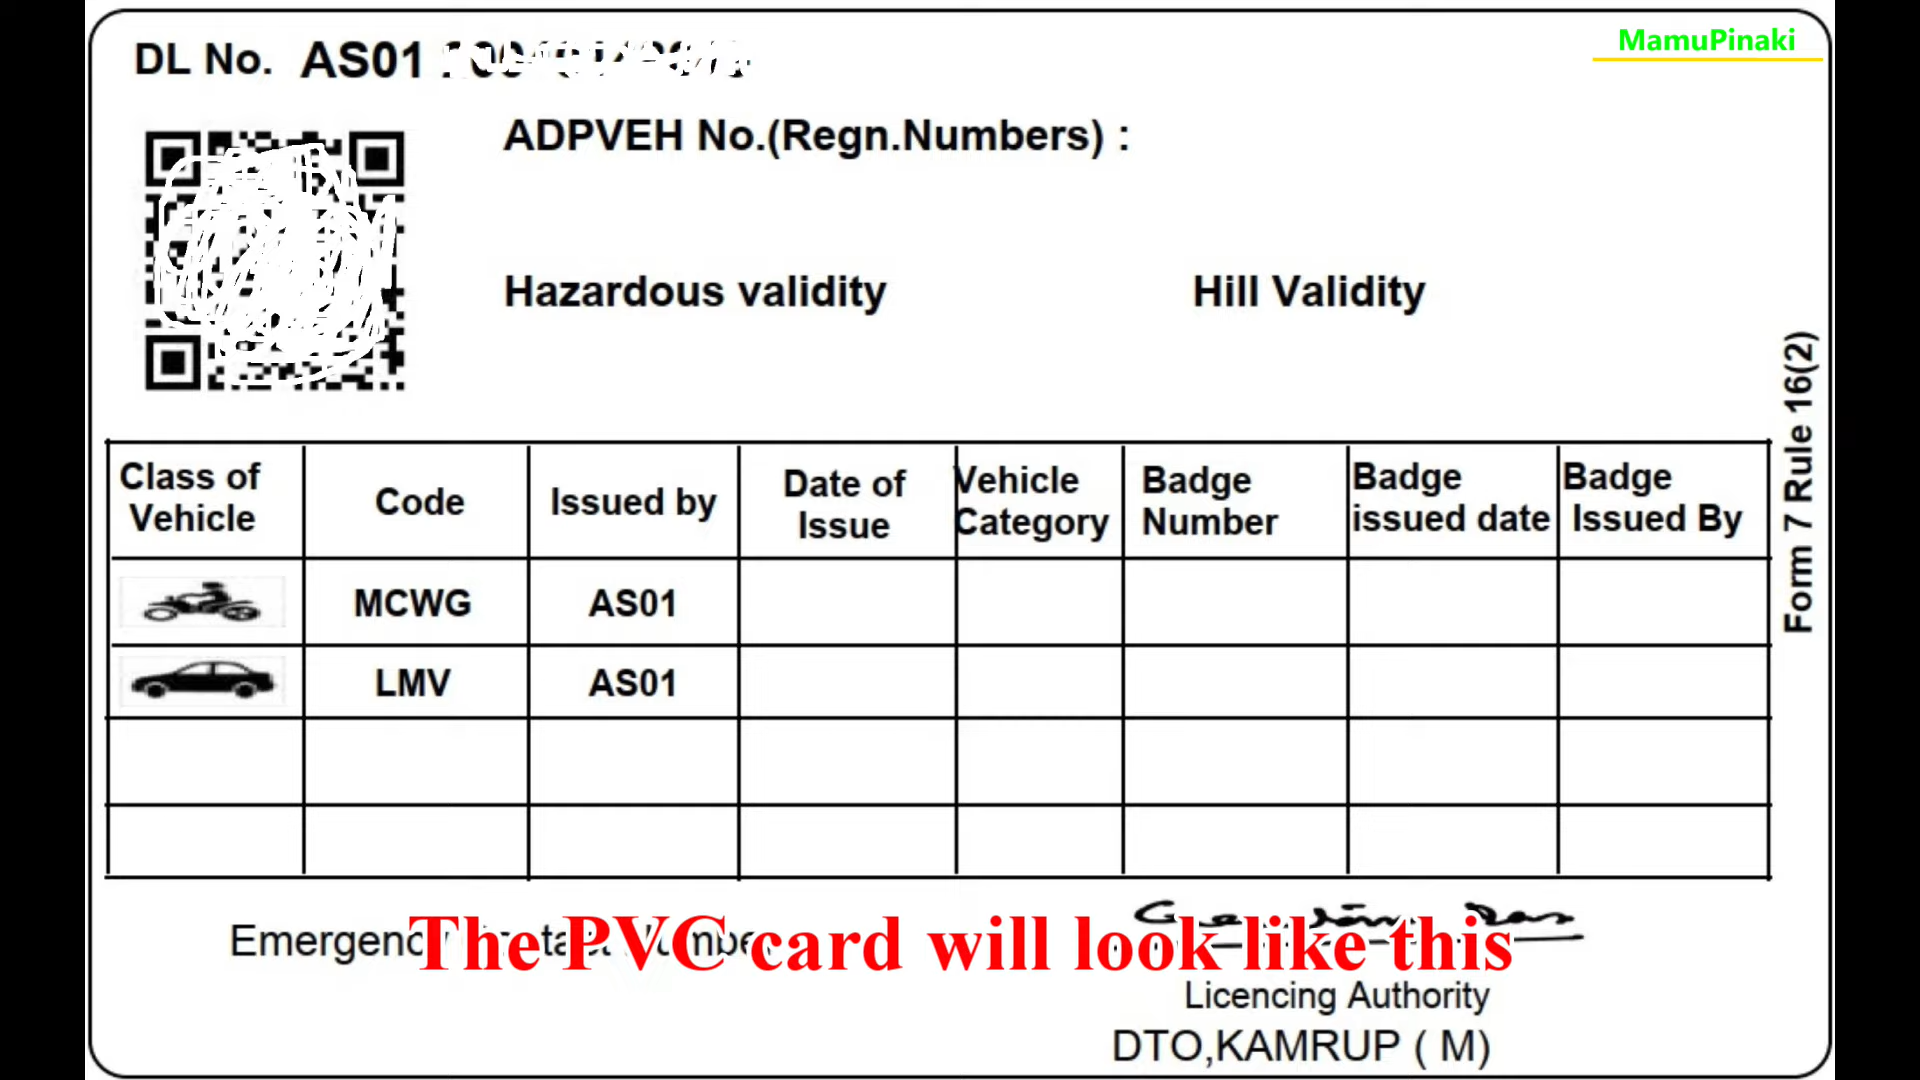 DL No. AS01
MamuPinaki
ADPVEH No.(Regn.Numbers) :
Hazardous validity
Hill Validity
Form 7 Rule 16(2)
Class of Vehicle
Code
Issued by
Date of Issue
Vehicle Category
Badge Number
Badge issued date
Badge Issued By
MCWG
AS01
LMV
AS01
The PVC card will look like this
Licencing Authority
DTO,KAMRUP ( M)